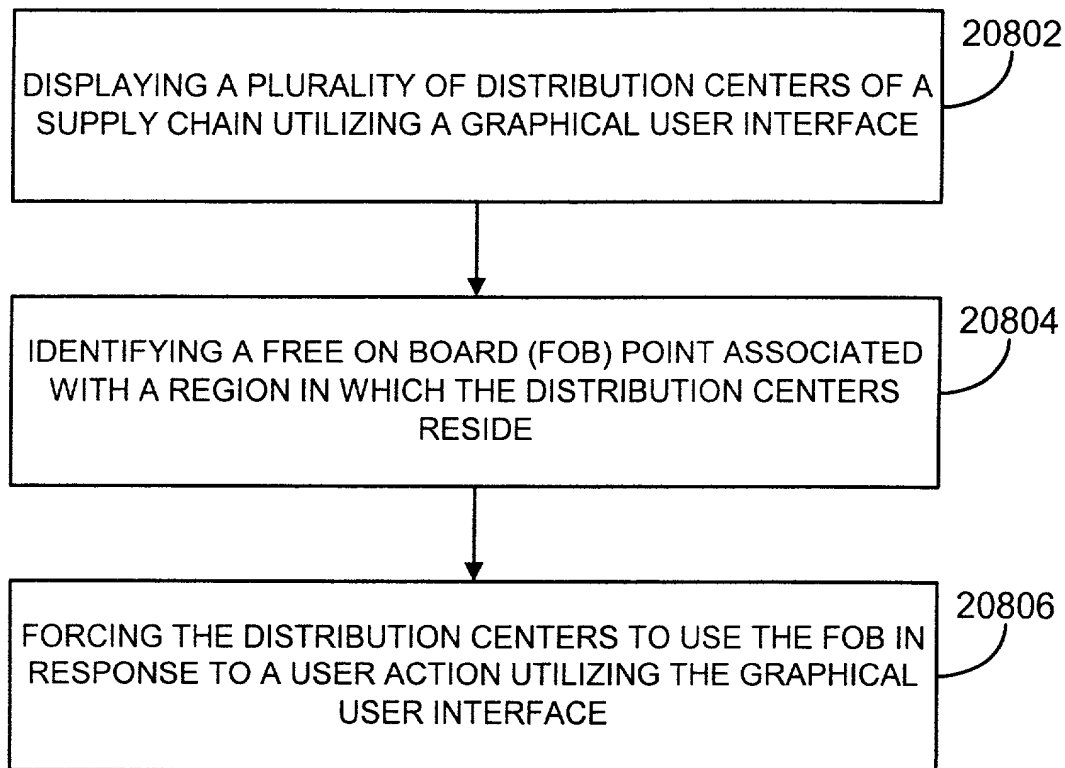 20802
DISPLAYING A PLURALITY OF DISTRIBUTION CENTERS OF A
SUPPLY CHAIN UTILIZING A GRAPHICAL USER INTERFACE
20804
IDENTIFYING A FREE ON BOARD (FOB) POINT ASSOCIATED
WITH A REGION IN WHICH THE DISTRIBUTION CENTERS
RESIDE
20806
FORCING THE DISTRIBUTION CENTERS TO USE THE FOB IN
RESPONSE TO A USER ACTION UTILIZING THE GRAPHICAL
USER INTERFACE